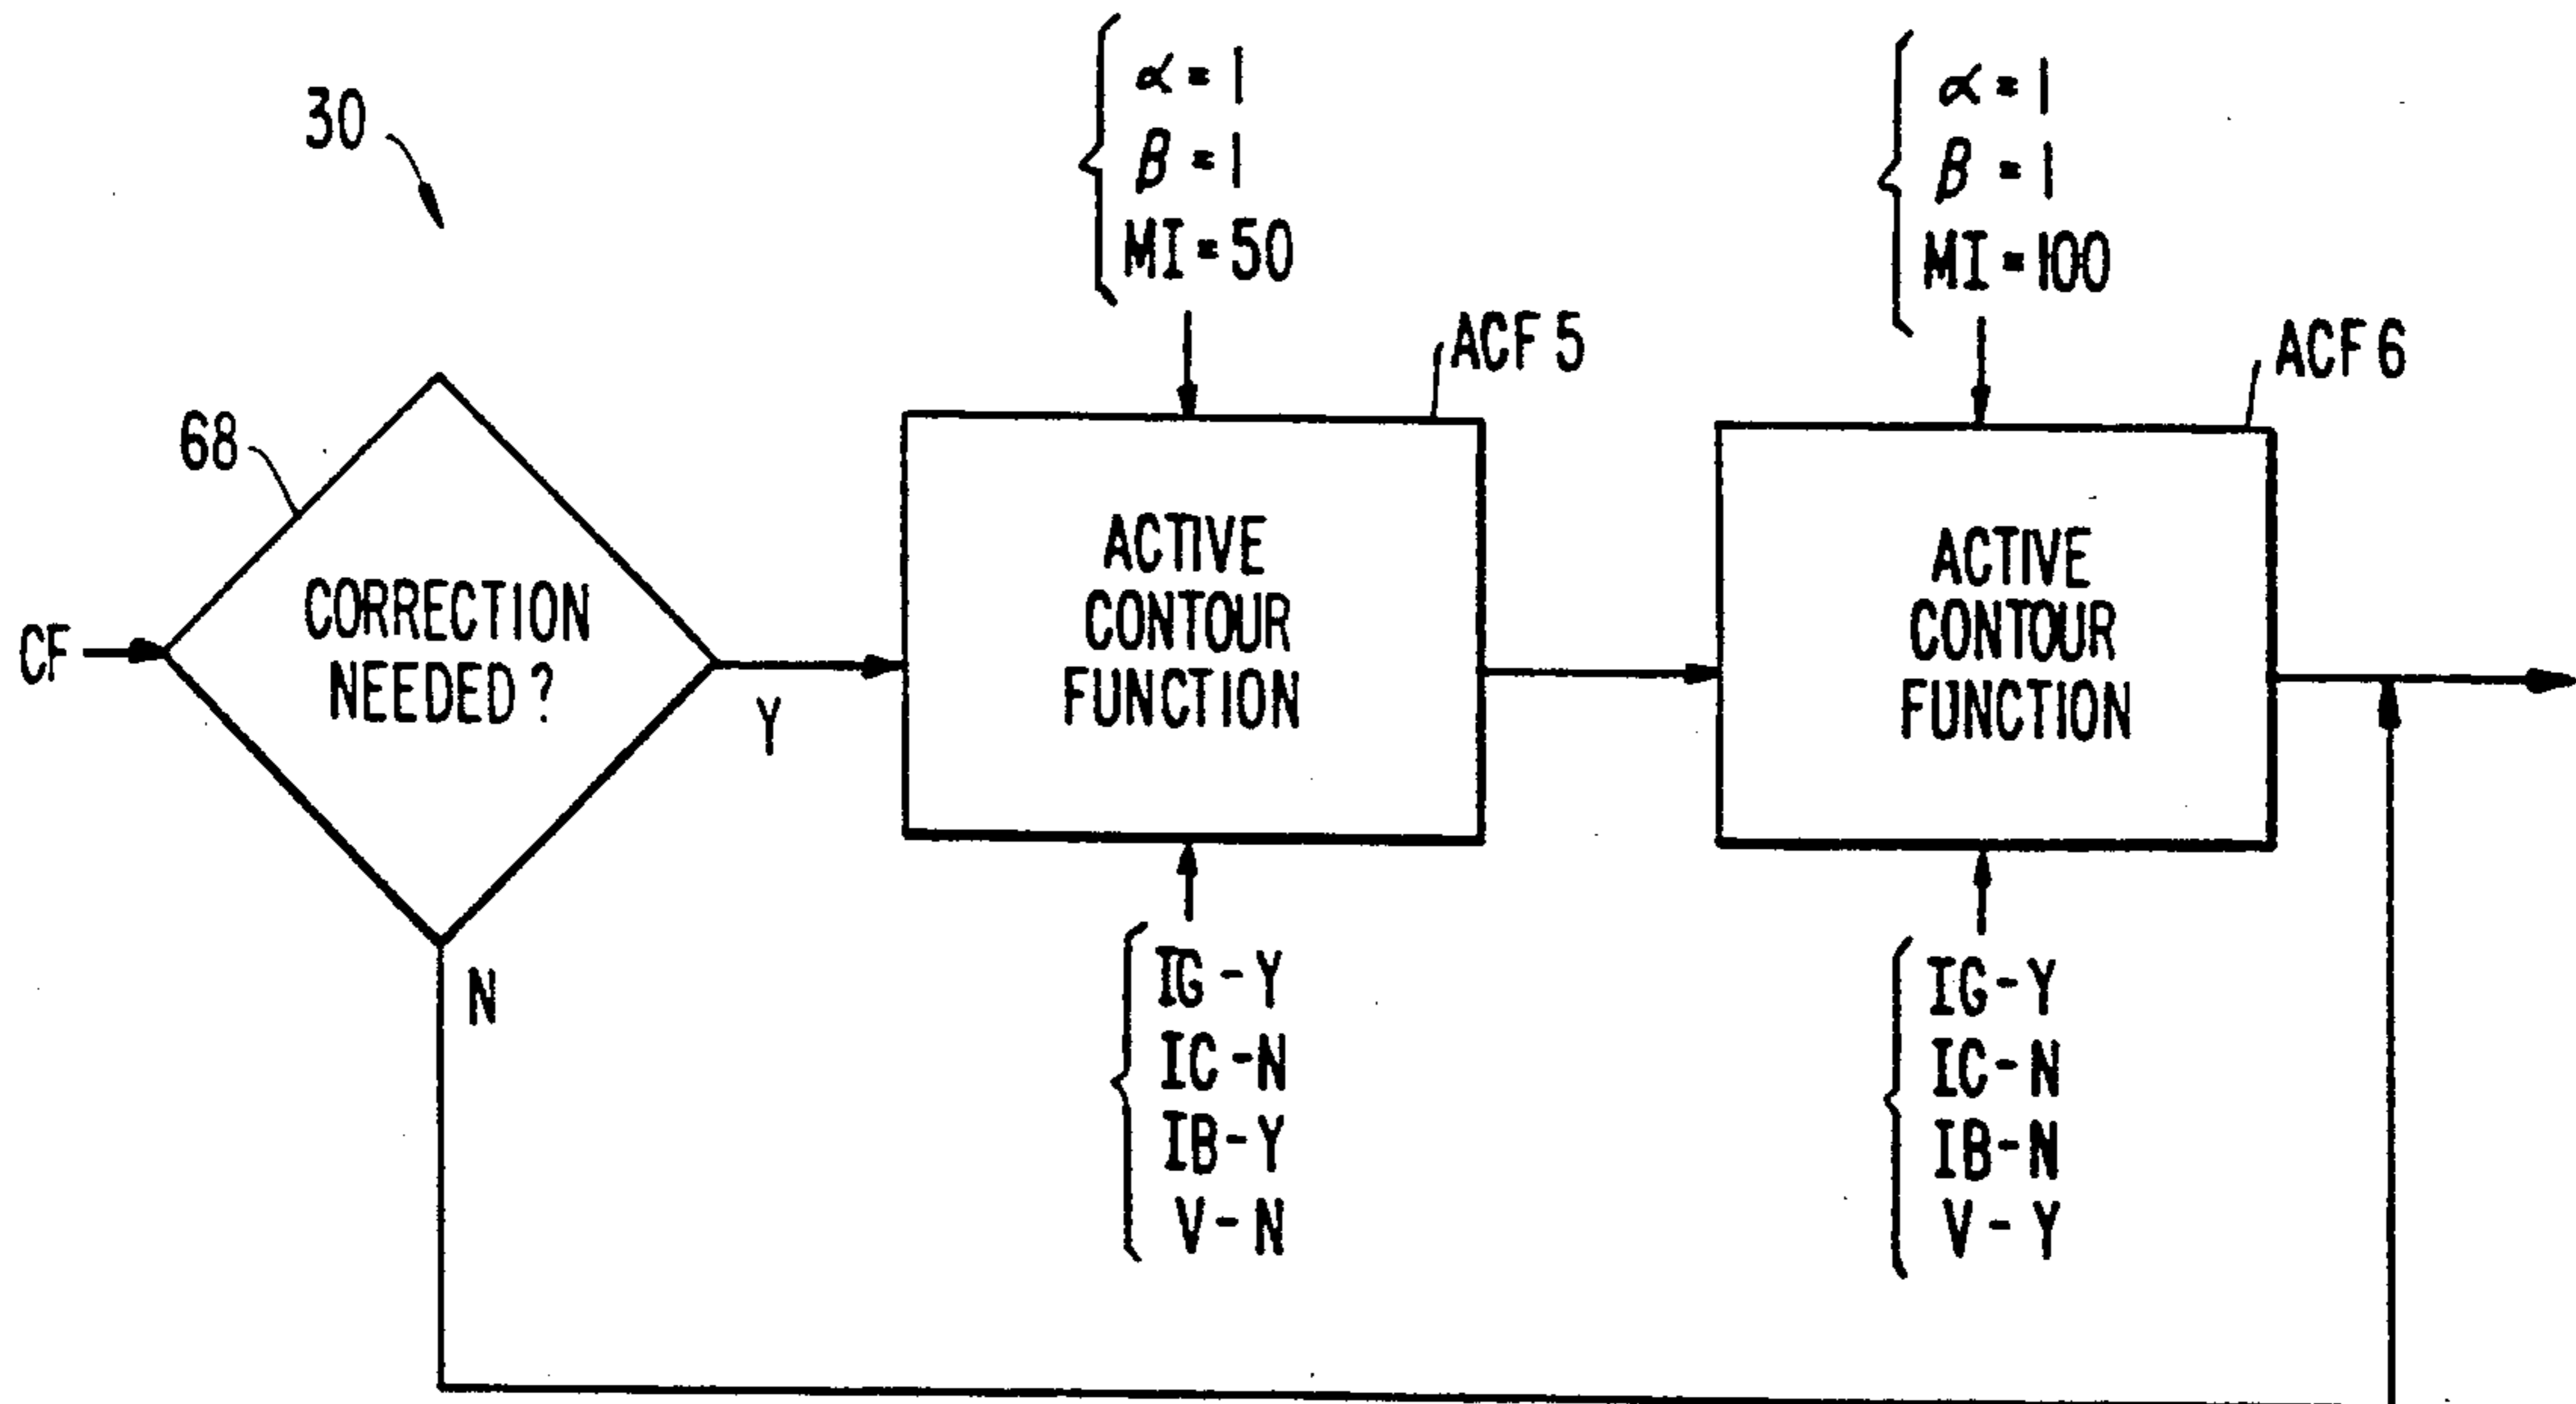 30
α = 1
β = 1
MI = 50
α = 1
β = 1
MI = 100
ACF 5
ACF 6
68
CF
CORRECTION
NEEDED ?
Y
N
ACTIVE
CONTOUR
FUNCTION
ACTIVE
CONTOUR
FUNCTION
IG - Y
IC - N
IB - Y
V - N
IG - Y
IC - N
IB - N
V - Y